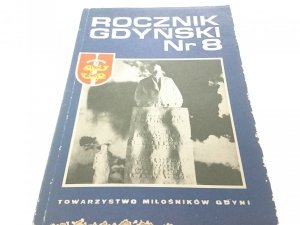 ROCZNIK
GDYŃSKI
Nr 8
TOWARZYSTWO MIŁOŚNIKÓW GDYNI